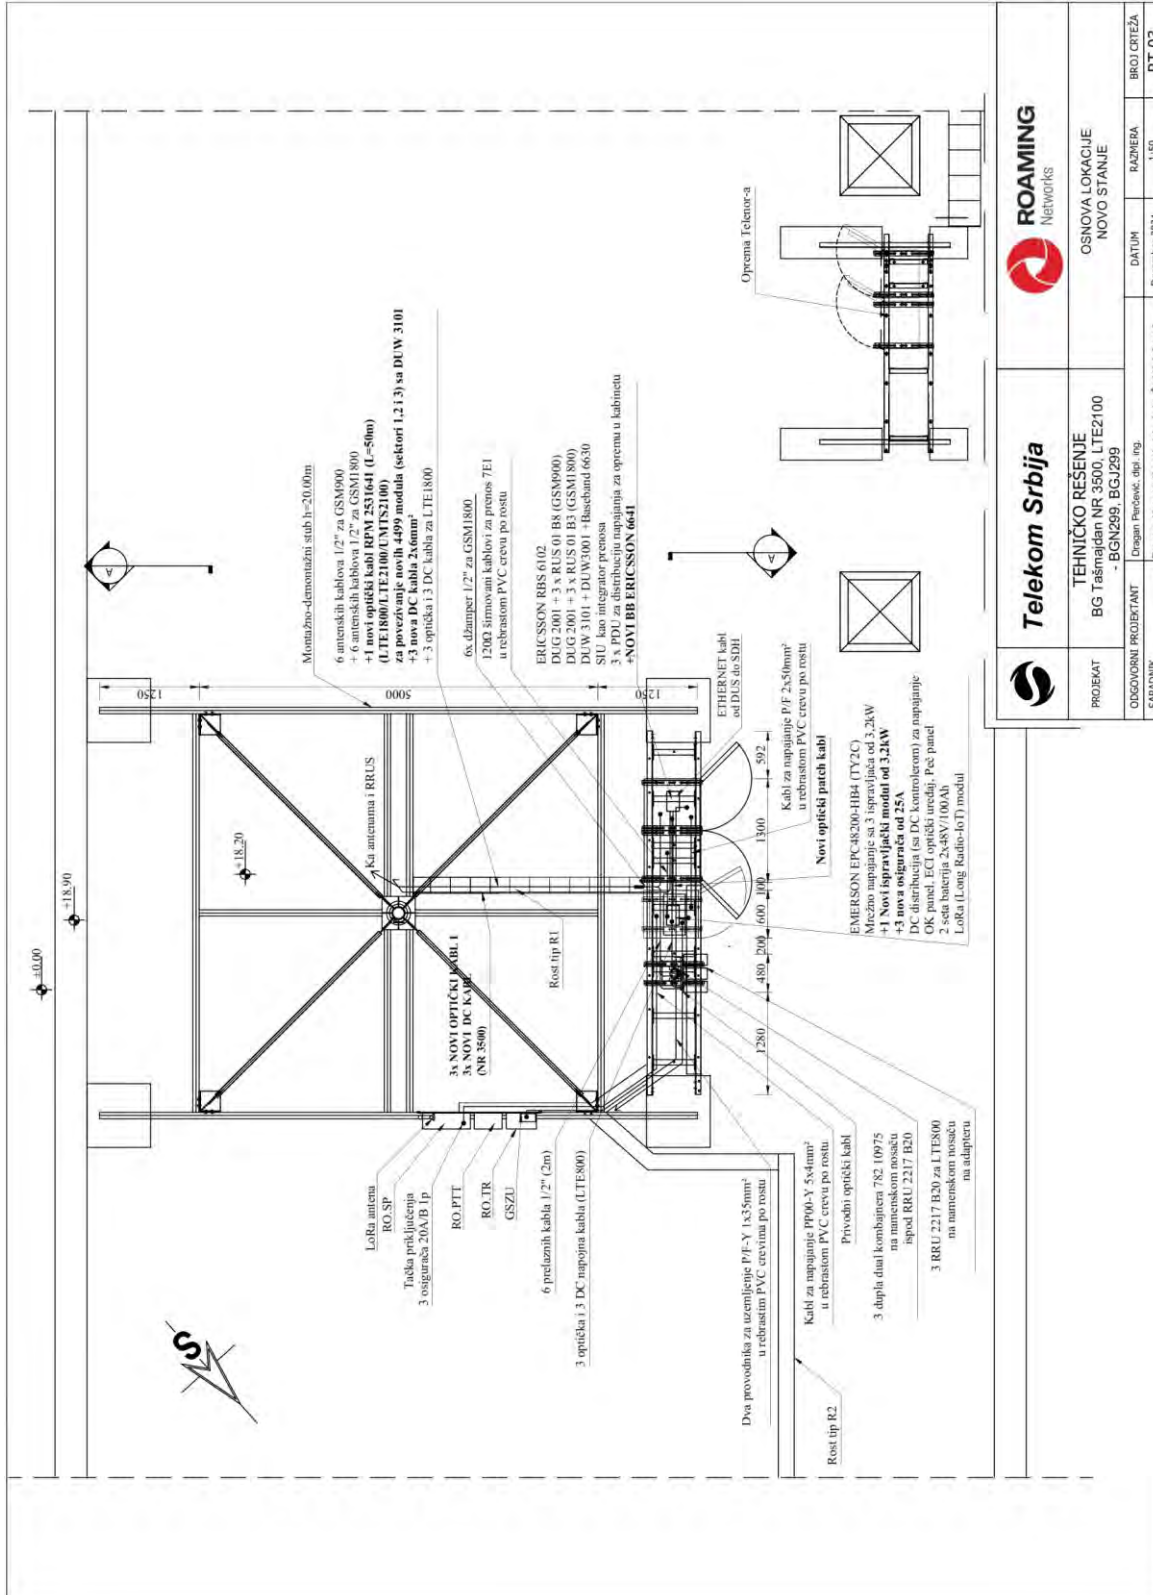 ±0.00
+18.90
+18.20
Ka antenama i RRUS
S
Montažno-demontažni stub h=20.00m
6 antenskih kablova 1/2" za GSM900
+ 6 antenskih kablova 1/2" za GSM1800
+1 novi optički kabl RPM 2531641 (L=50m)
(LTE1800/LTE2100/UMTS2100)
za povezivanje novih 4499 modula (sektori 1,2 i 3) sa DUW 3101
+3 nova DC kabla 2x6mm²
+ 3 optička i 3 DC kabla za LTE1800
6x džamper 1/2" za GSM1800
120Ω širmovani kablovi za prenos 7E1
u rebrastom PVC crevu po rostu
ERICSSON RBS 6102
DUG 2001 + 3 x RUS 01 B8 (GSM900)
DUG 2001 + 3 x RUS 01 B3 (GSM1800)
DUW 3101 + DUW3001 +Baseband 6630
SIU kao integrator prenosa
3 x PDU za distribuciju napajanja za opremu u kabinetu
+NOVI BB ERICSSON 6641
Oprema Telenor-a
A
A
1250
5000
1250
3x NOVI OPTIČKI KABL I
3x NOVI DC KABL
(NR 3500)
Rost tip R1
LoRa antena
RO.SP
Tačka priključenja
3 osigurača 20A/B 1p
RO.PTT
RO.TR
GSZU
6 prelaznih kabla 1/2" (2m)
3 optička i 3 DC napojna kabla (LTE800)
ETHERNET kabl
od DUS do SDH
1280
480
200
600
100
1300
592
Kabl za napajanje P/F 2x50mm²
u rebrastom PVC crevu po rostu
Novi opticki patch kabl
EMERSON EPC48200-HB4 (TY2C)
Mrežno napajanje sa 3 ispravljača od 3,2kW
+1 Novi ispravljački modul od 3,2kW
+3 nova osigurača od 25A
DC distribucija (sa DC kontrolerom) za napajanje
OK panel, ECI optički uređaj, Peč panel
2 seta baterija 2x48V/100Ah
LoRa (Long Radio-IoT) modul
Dva provodnika za uzemljenje P/F-Y 1x35mm²
u rebrastim PVC crevima po rostu
Kabl za napajanje PP00-Y 5x4mm²
u rebrastom PVC crevu po rostu
Privodni optički kabl
3 dupla dual kombajnera 782 10975
na namenskom nosaču
ispod RRU 2217 B20
3 RRU 2217 B20 za LTE800
na namenskom nosaču
na adapteru
Rost tip R2
Telekom Srbija
ROAMING
Networks
PROJEKAT
TEHNIČKO REŠENJE
BG Tašmajdan NR 3500, LTE2100
- BGN299, BGJ299
OSNOVA LOKACIJE
NOVO STANJE
ODGOVORNI PROJEKTANT
Dragan Perčević, dipl. ing.
DATUM
RAZMERA
BROJ CRTEŽA